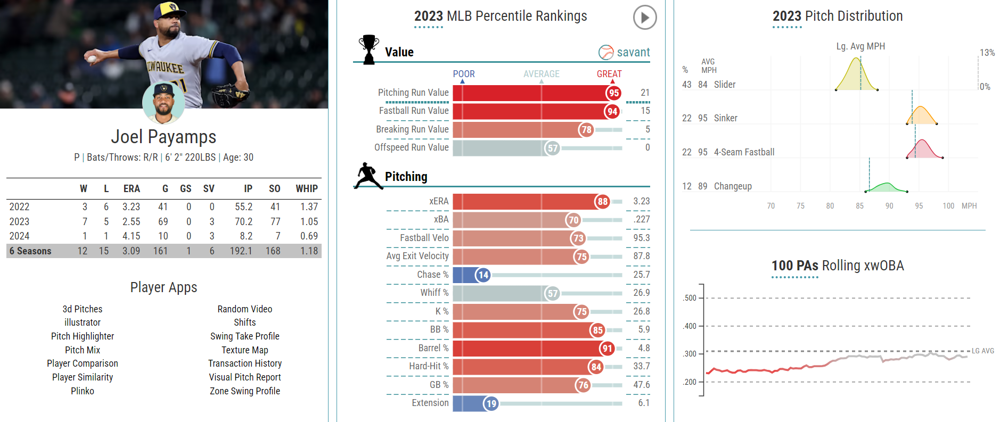 MILWAUKEE
Joel Payamps
P | Bats/Throws: R/R | 6' 2" 220LBS | Age: 30
W L ERA G GS SV IP SO WHIP
2022 3 6 3.23 41 0 0 55.2 41 1.37
2023 7 5 2.55 69 0 3 70.2 77 1.05
2024 1 1 4.15 10 0 3 8.2 7 0.69
6 Seasons 12 15 3.09 161 1 6 192.1 168 1.18
Player Apps
3d Pitches Random Video
illustrator Shifts
Pitch Highlighter Swing Take Profile
Pitch Mix Texture Map
Player Comparison Transaction History
Player Similarity Visual Pitch Report
Plinko Zone Swing Profile
2023 MLB Percentile Rankings
Value savant
POOR AVERAGE GREAT
Pitching Run Value 95 21
Fastball Run Value 94 15
Breaking Run Value 78 5
Offspeed Run Value 57 0
Pitching
xERA 88 3.23
xBA 70 .227
Fastball Velo 73 95.3
Avg Exit Velocity 75 87.8
Chase % 14 25.7
Whiff % 57 26.9
K % 75 26.8
BB % 85 5.9
Barrel % 91 4.8
Hard-Hit % 84 33.7
GB % 76 47.6
Extension 19 6.1
2023 Pitch Distribution
Lg. Avg MPH
13%
% AVG MPH
43 84 Slider 0%
22 95 Sinker
22 95 4-Seam Fastball
12 89 Changeup
70 75 80 85 90 95 100 MPH
100 PAs Rolling xwOBA
.500
.400
.300 LG AVG
.200